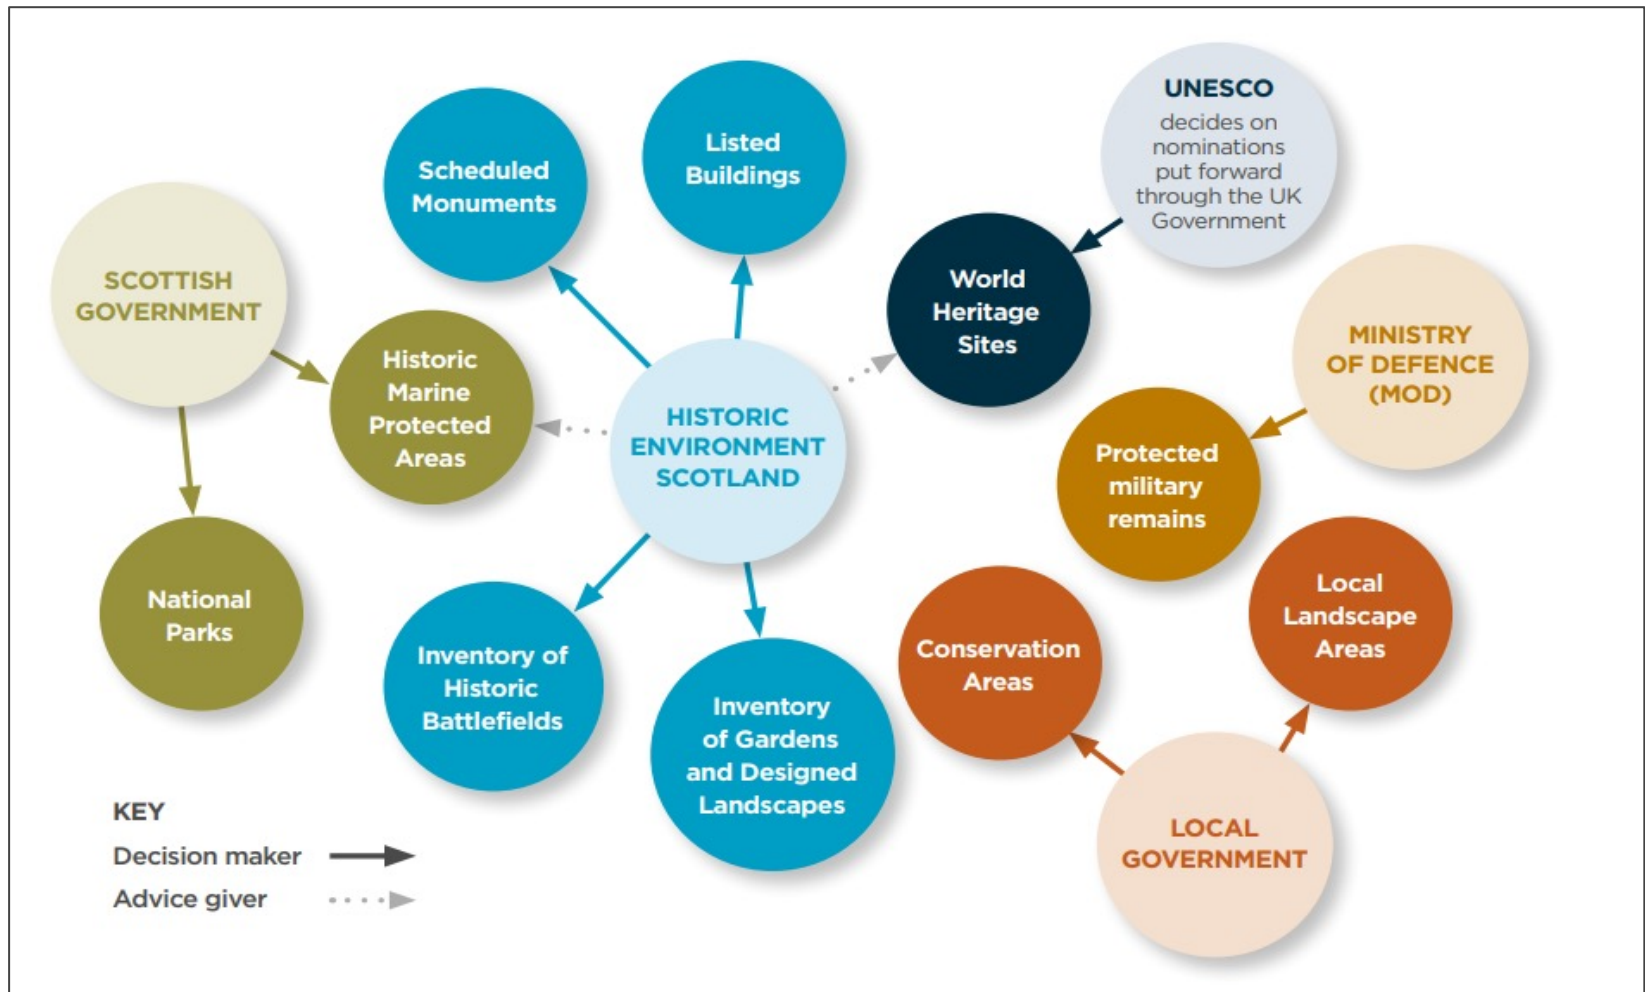 UNESCO
decides on
nominations
put forward
through the UK
Government
Listed
Buildings
Scheduled
Monuments
SCOTTISH
GOVERNMENT
World
Heritage
Sites
MINISTRY
OF DEFENCE
(MOD)
Historic
Marine
Protected
Areas
HISTORIC
ENVIRONMENT
SCOTLAND
Protected
military
remains
National
Parks
Local
Landscape
Areas
Conservation
Areas
Inventory of
Historic
Battlefields
Inventory
of Gardens
and Designed
Landscapes
LOCAL
GOVERNMENT
KEY
Decision maker
Advice giver